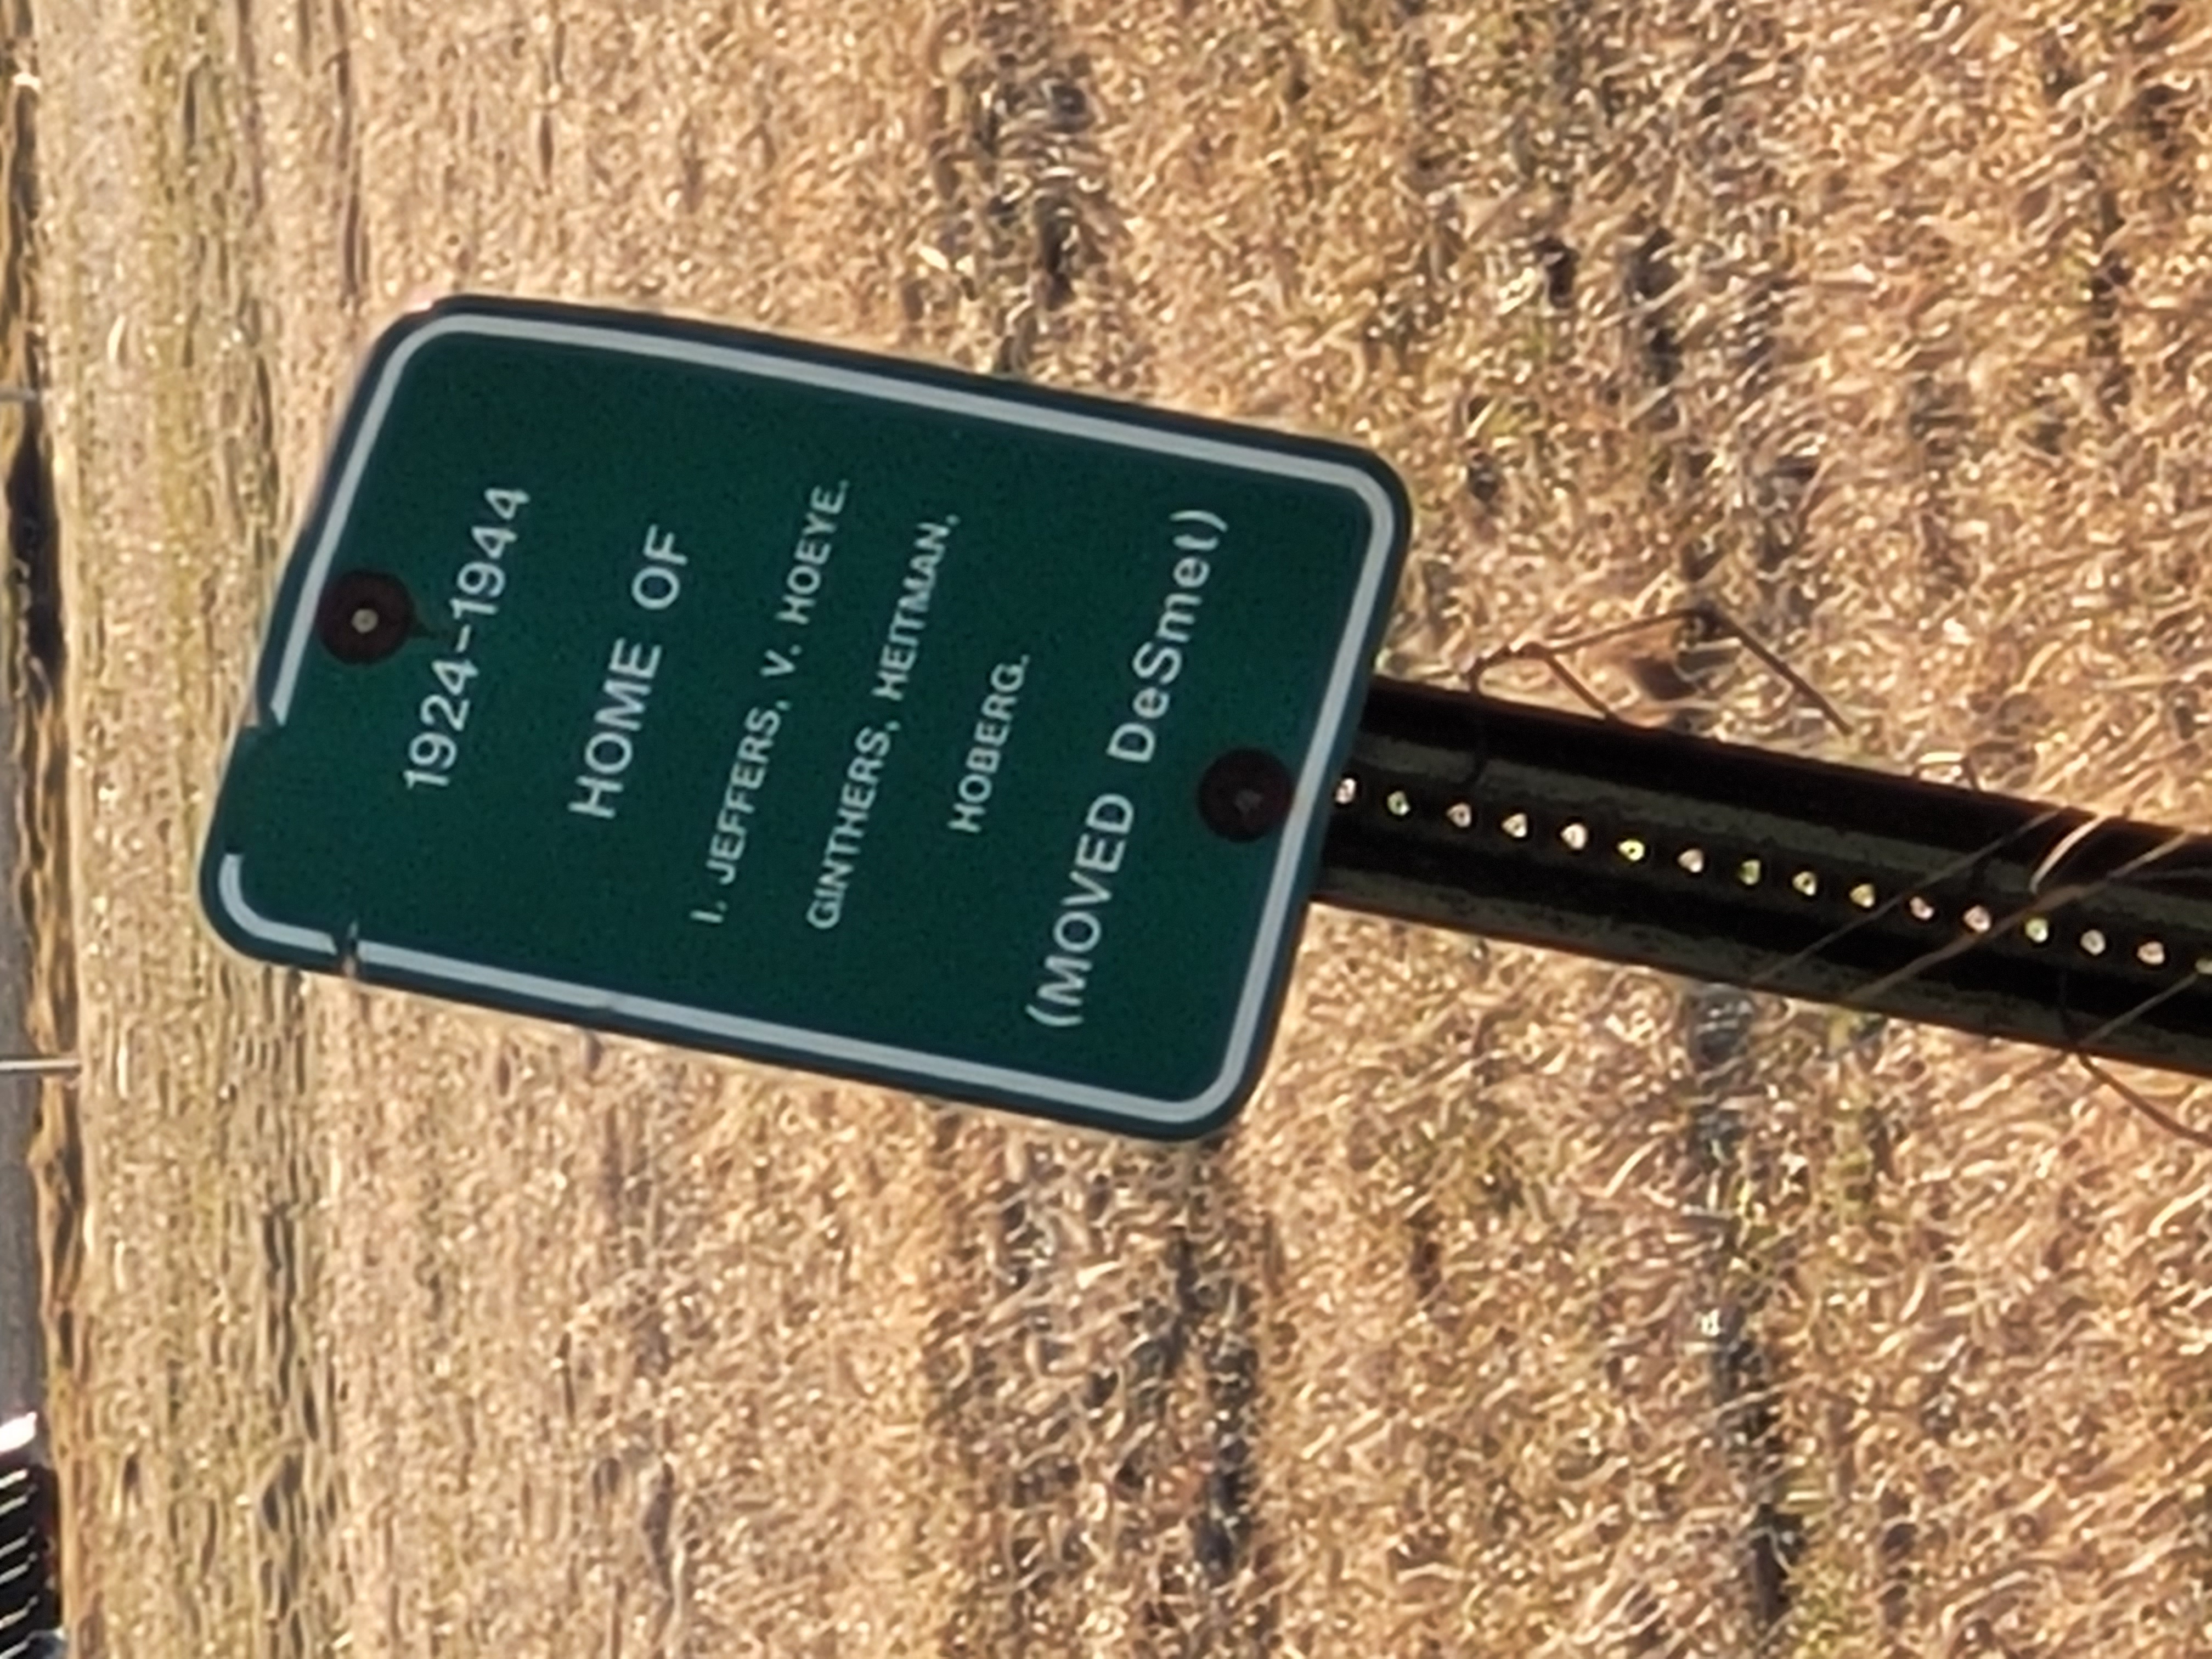 1924-1944
HOME OF
I. JEFFERS, V. HOEYE.
GINTHERS, HEITMAN,
HOBERG.
(MOVED DeSmet)